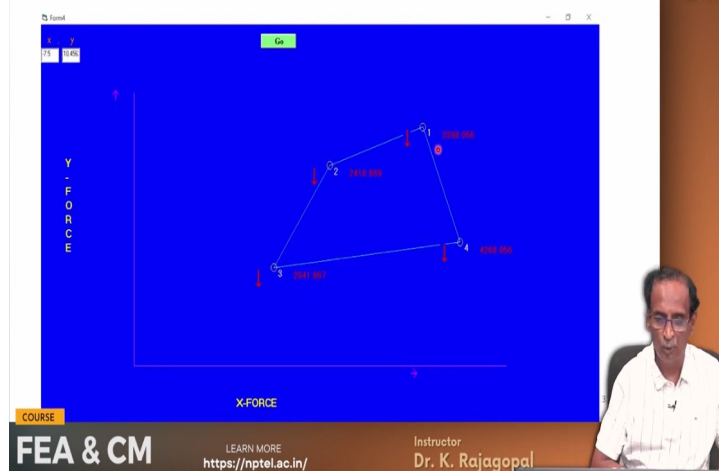 Form4
x y
-7.5 10.456
Go
1
2
2418.666
3
2641.667
4
4268.056
Y
-
F
O
R
C
E
X-FORCE
COURSE
FEA & CM
LEARN MORE
https://nptel.ac.in/
Instructor
Dr. K. Rajagopal